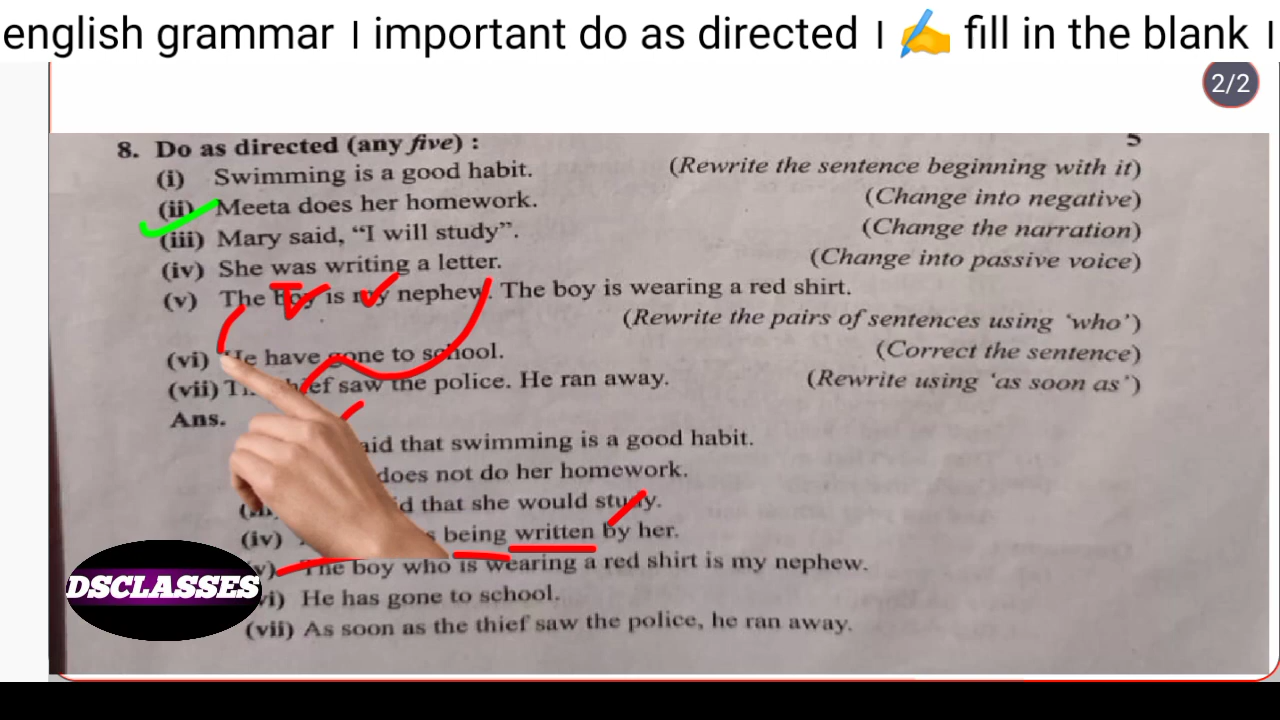 english grammar । important do as directed । ✍ fill in the blank ।
2/2
8. Do as directed (any five) : 5
(i) Swimming is a good habit. (Rewrite the sentence beginning with it)
(ii) Meeta does her homework. (Change into negative)
(iii) Mary said, “I will study”. (Change the narration)
(iv) She was writing a letter. (Change into passive voice)
(v) The boy is my nephew. The boy is wearing a red shirt.
(Rewrite the pairs of sentences using ‘who’)
(vi) He have gone to school. (Correct the sentence)
(vii) saw the police. He ran away. (Rewrite using ‘as soon as’)
Ans.
that swimming is a good habit.
does not do her homework.
that she would study.
(iv) being written by her.
The boy who is wearing a red shirt is my nephew.
He has gone to school.
(vii) As soon as the thief saw the police, he ran away.
DSCLASSES